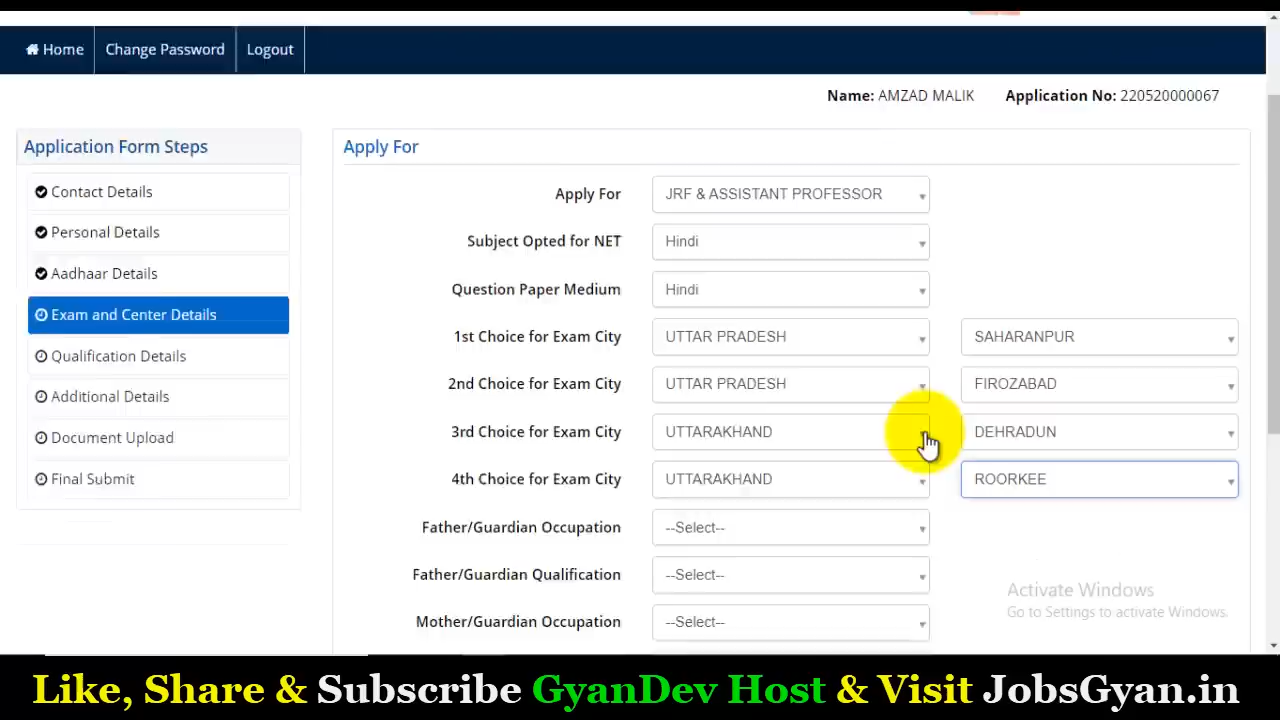 Home Change Password Logout
Name: AMZAD MALIK Application No: 220520000067
Application Form Steps
Contact Details
Personal Details
Aadhaar Details
Exam and Center Details
Qualification Details
Additional Details
Document Upload
Final Submit
Apply For
Apply For JRF & ASSISTANT PROFESSOR
Subject Opted for NET Hindi
Question Paper Medium Hindi
1st Choice for Exam City UTTAR PRADESH SAHARANPUR
2nd Choice for Exam City UTTAR PRADESH FIROZABAD
3rd Choice for Exam City UTTARAKHAND DEHRADUN
4th Choice for Exam City UTTARAKHAND ROORKEE
Father/Guardian Occupation --Select--
Father/Guardian Qualification --Select--
Mother/Guardian Occupation --Select--
Activate Windows
Go to Settings to activate Windows.
Like, Share & Subscribe GyanDev Host & Visit JobsGyan.in